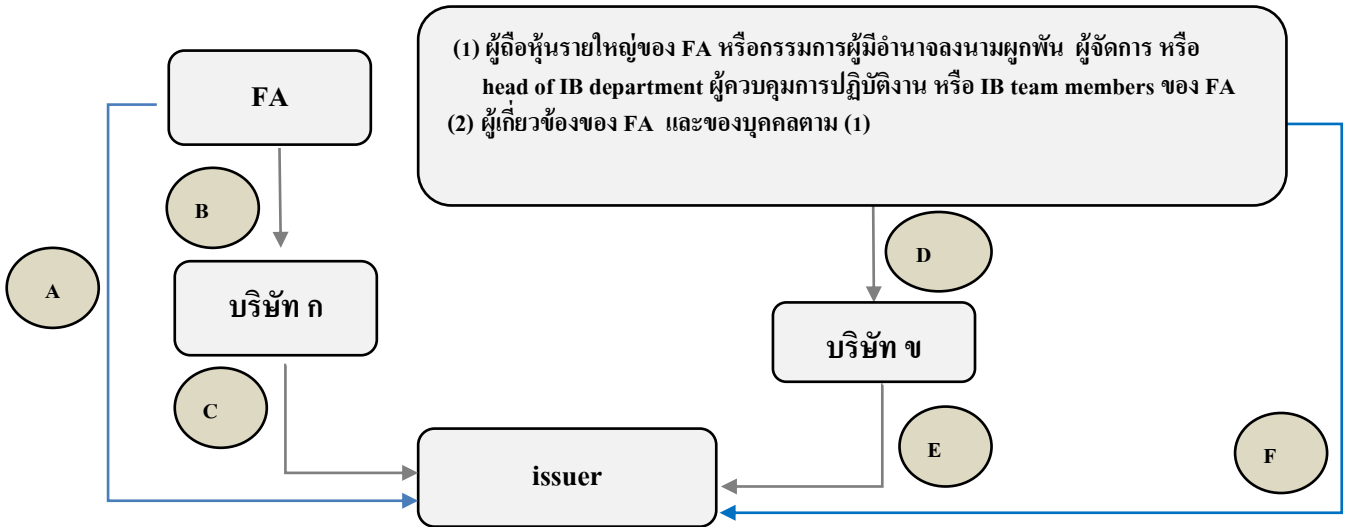 (1) ผู้ถือหุ้นรายใหญ่ของ FA หรือกรรมการผู้มีอำนาจลงนามผูกพัน ผู้จัดการ หรือ
head of IB department ผู้ควบคุมการปฏิบัติงาน หรือ IB team members ของ FA
(2) ผู้เกี่ยวข้องของ FA และของบุคคลตาม (1)
FA
B
D
A
บริษัท ก
บริษัท ข
C
E
F
issuer